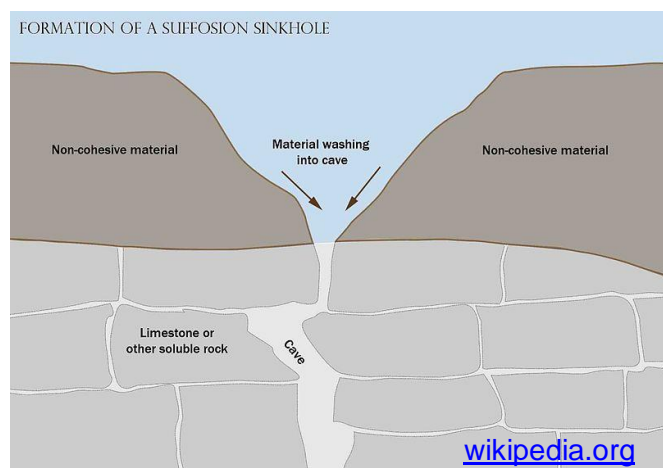 FORMATION OF A SUFFOSION SINKHOLE
Non-cohesive material
Material washing
into cave
Non-cohesive material
Limestone or
other soluble rock
Cave
wikipedia.org